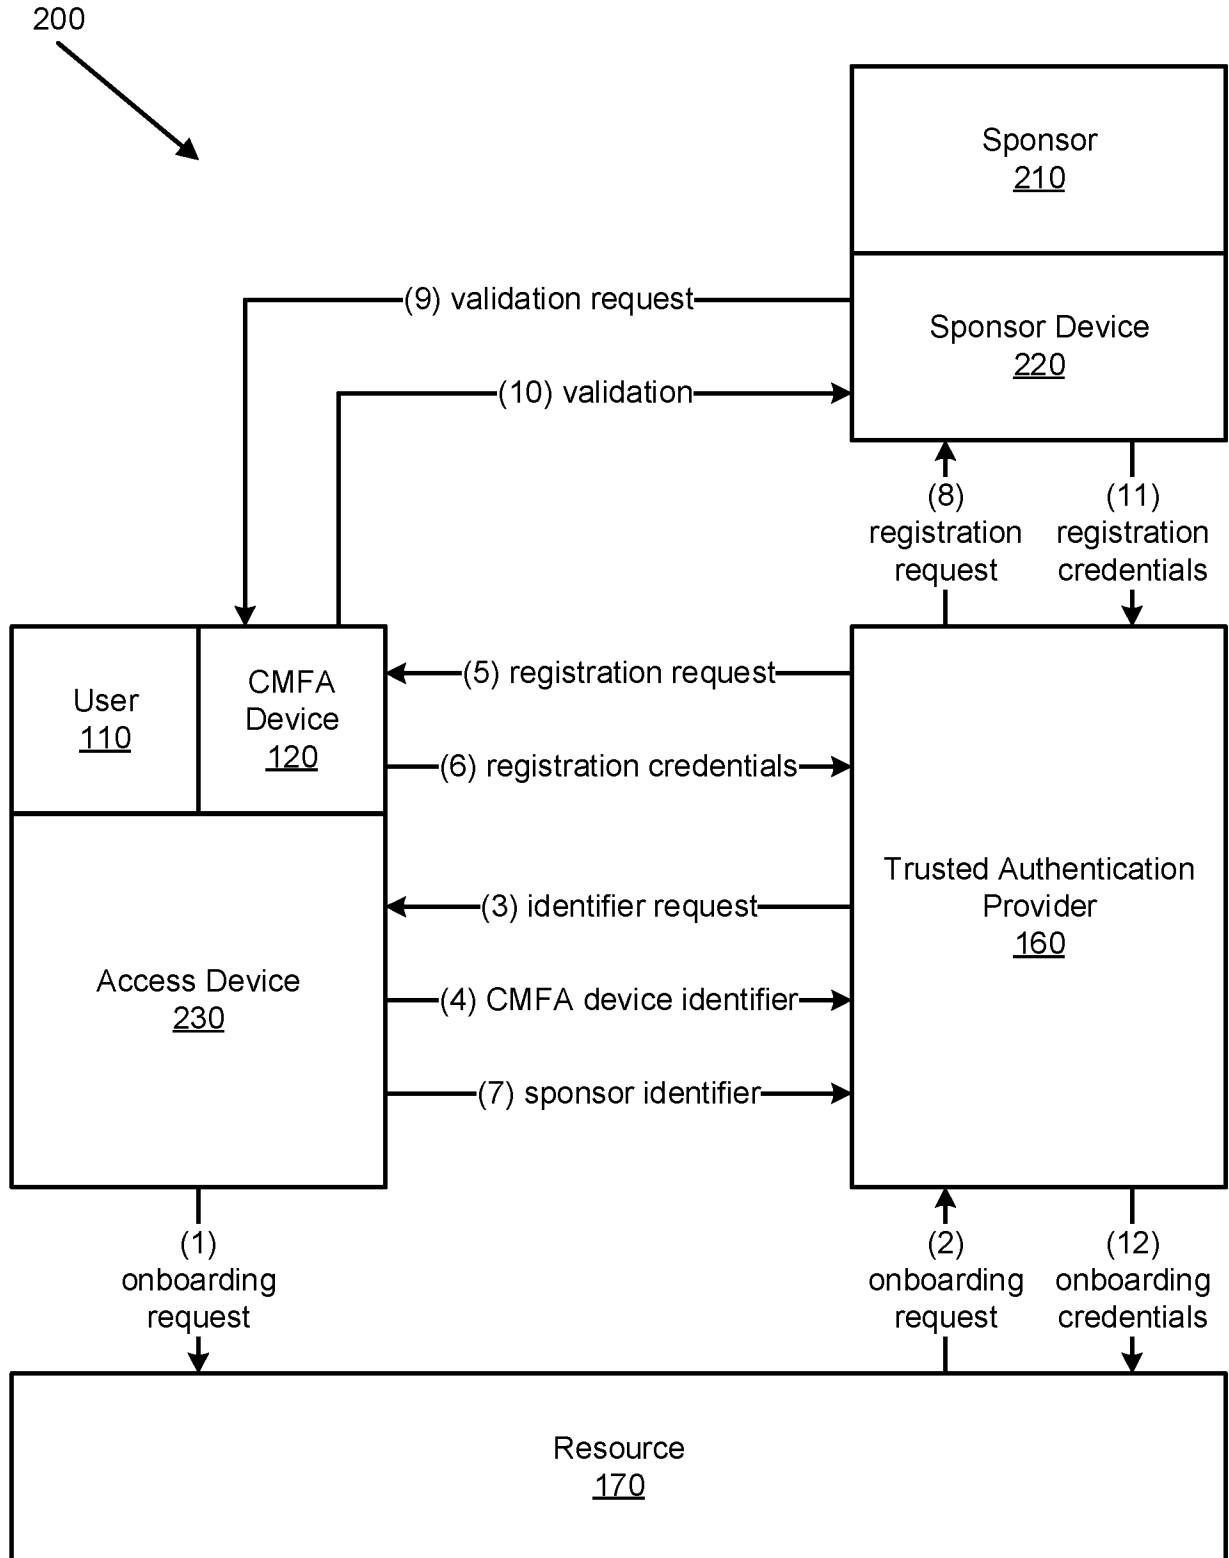 200
Sponsor
210
(9) validation request
Sponsor Device
220
(10) validation
(8)
registration
request
(11)
registration
credentials
User
110
CMFA
Device
120
(5) registration request
(6) registration credentials
Trusted Authentication
Provider
160
(3) identifier request
Access Device
230
(4) CMFA device identifier
(7) sponsor identifier
(1)
onboarding
request
(2)
onboarding
request
(12)
onboarding
credentials
Resource
170